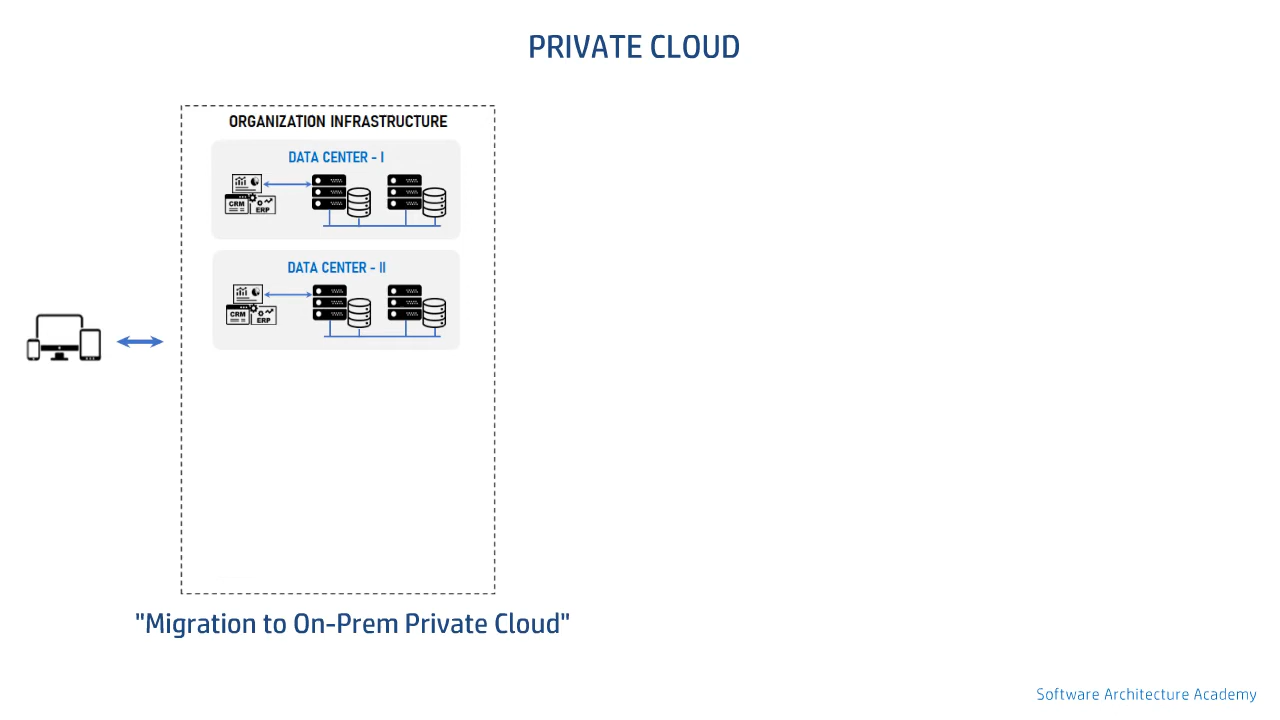 PRIVATE CLOUD
ORGANIZATION INFRASTRUCTURE
DATA CENTER - I
CRM
ERP
DATA CENTER - II
CRM
ERP
"Migration to On-Prem Private Cloud"
Software Architecture Academy